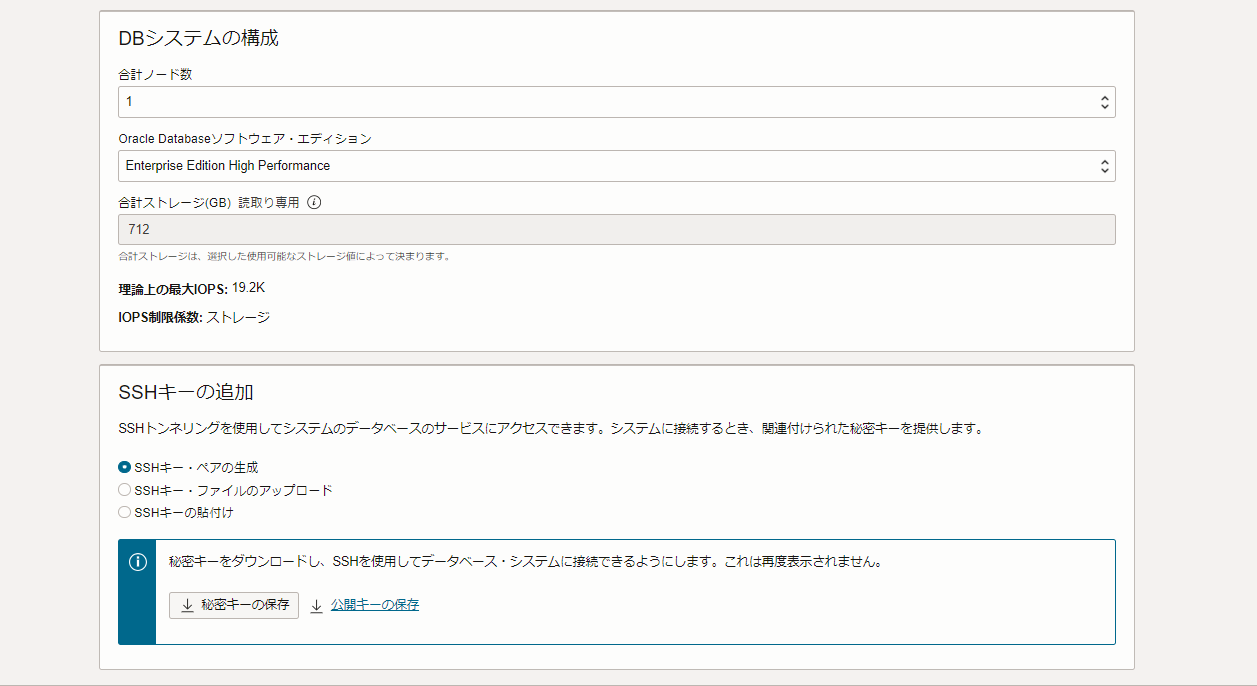 DBシステムの構成
合計ノード数
1
Oracle Databaseソフトウェア・エディション
Enterprise Edition High Performance
合計ストレージ(GB) 読取り専用
712
合計ストレージは、選択した使用可能なストレージ値によって決まります。
理論上の最大IOPS: 19.2K
IOPS制限係数: ストレージ
SSHキーの追加
SSHトンネリングを使用してシステムのデータベースのサービスにアクセスできます。システムに接続するとき、関連付けられた秘密キーを提供します。
SSHキー・ペアの生成
SSHキー・ファイルのアップロード
SSHキーの貼付け
秘密キーをダウンロードし、SSHを使用してデータベース・システムに接続できるようにします。これは再度表示されません。
秘密キーの保存 公開キーの保存